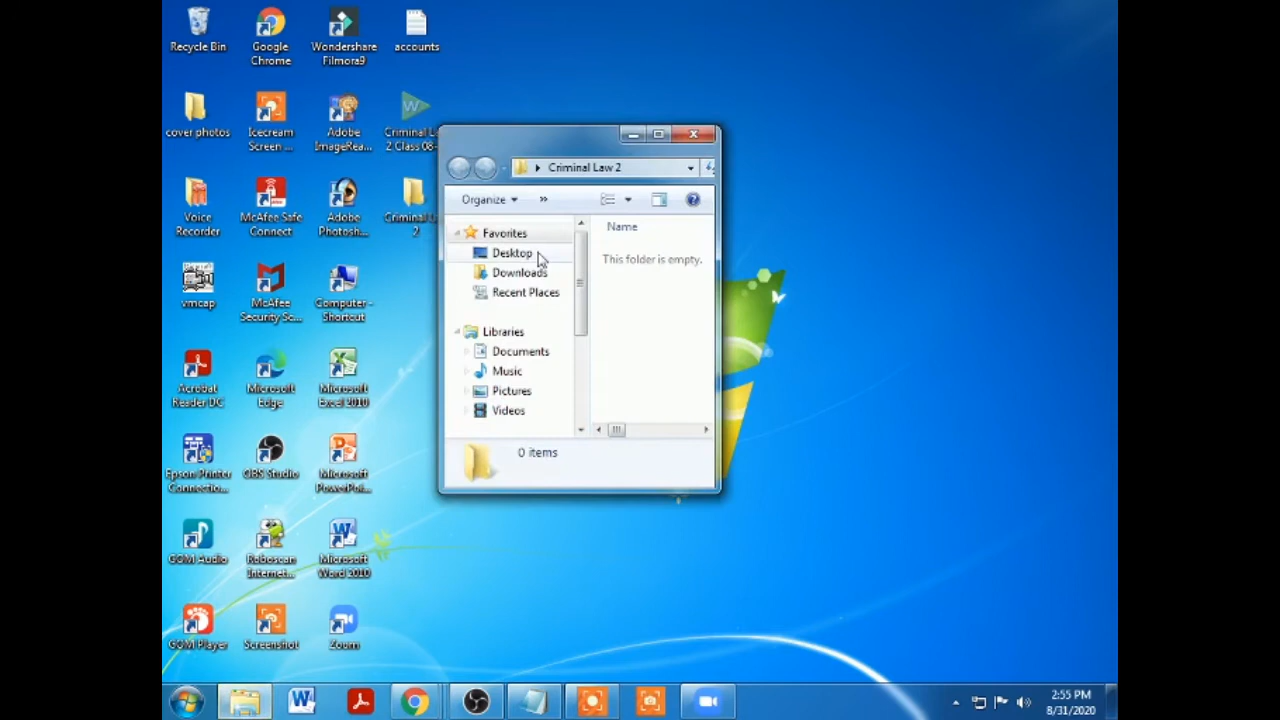 Recycle Bin
Google
Chrome
Wondershare
Filmora9
accounts
cover photos
Icecream
Screen ...
Adobe
ImageRea...
Criminal La
2 Class 08-
Voice
Recorder
McAfee Safe
Connect
Adobe
Photosh...
Criminal
2
vmcap
McAfee
Security Sc...
Computer -
Shortcut
Acrobat
Reader DC
Microsoft
Edge
Microsoft
Excel 2010
Epson Printer
Connectio...
OBS Studio
Microsoft
PowerPoi...
GOM Audio
Roboscan
Internet...
Microsoft
Word 2010
GOM Player
Screenshot
Zoom
Criminal Law 2
Organize
Favorites
Desktop
Downloads
Recent Places
Libraries
Documents
Music
Pictures
Videos
Name
This folder is empty.
0 items
2:55 PM
8/31/2020